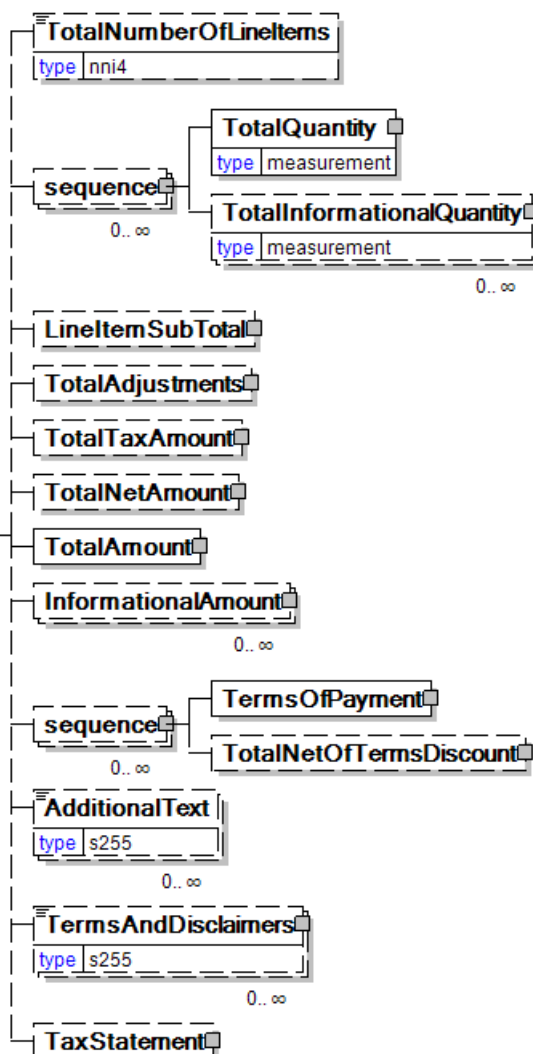 TotalNumberOfLineItems
type nni4
TotalQuantity
type measurement
sequence
0.. ∞
TotalInformationalQuantity
type measurement
0.. ∞
LineItemSubTotal
TotalAdjustments
TotalTaxAmount
TotalNetAmount
TotalAmount
InformationalAmount
0.. ∞
TermsOfPayment
sequence
0.. ∞
TotalNetOfTermsDiscount
AdditionalText
type s255
0.. ∞
TermsAndDisclaimers
type s255
0.. ∞
TaxStatement